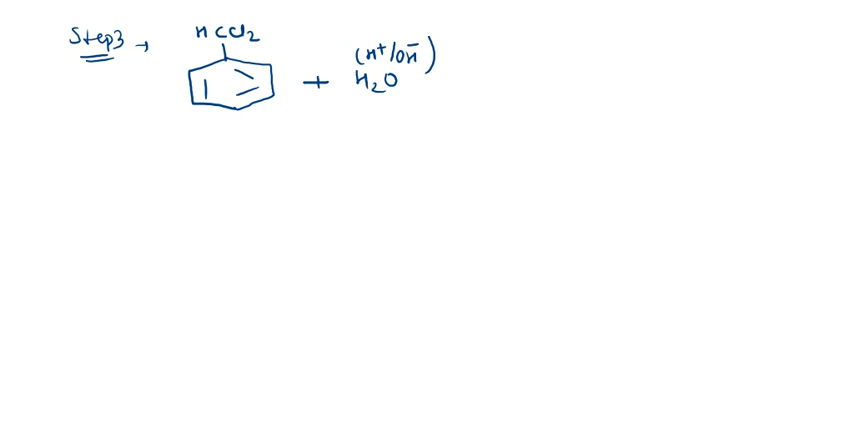 Step3 →
HCCl2
+
(H+/OH-)
H2O